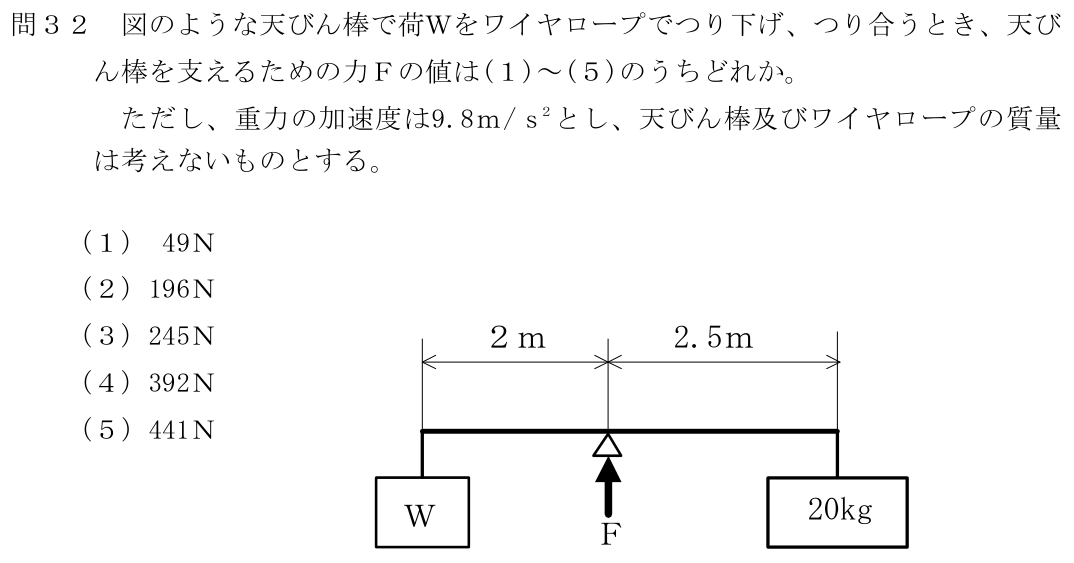 問３２　図のような天びん棒で荷Wをワイヤロープでつり下げ、つり合うとき、天び
ん棒を支えるための力Ｆの値は(１)～(５)のうちどれか。
ただし、重力の加速度は9.8m/ｓ²とし、天びん棒及びワイヤロープの質量
は考えないものとする。
(１)　49N
(２) 196N
(３) 245N
(４) 392N
(５) 441N
２ｍ　2.5m
W　20kg
F